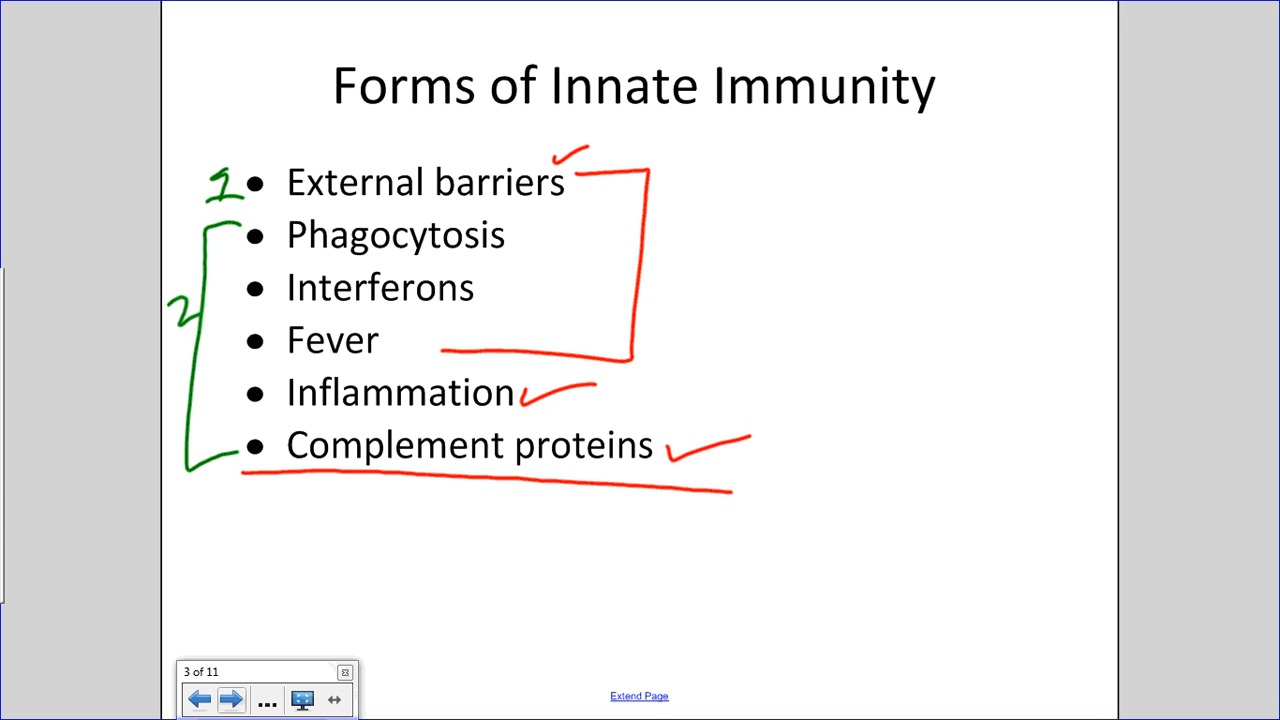 Forms of Innate Immunity
1 • External barriers
• Phagocytosis
• Interferons
2
• Fever
• Inflammation
• Complement proteins
3 of 11
...
Extend Page